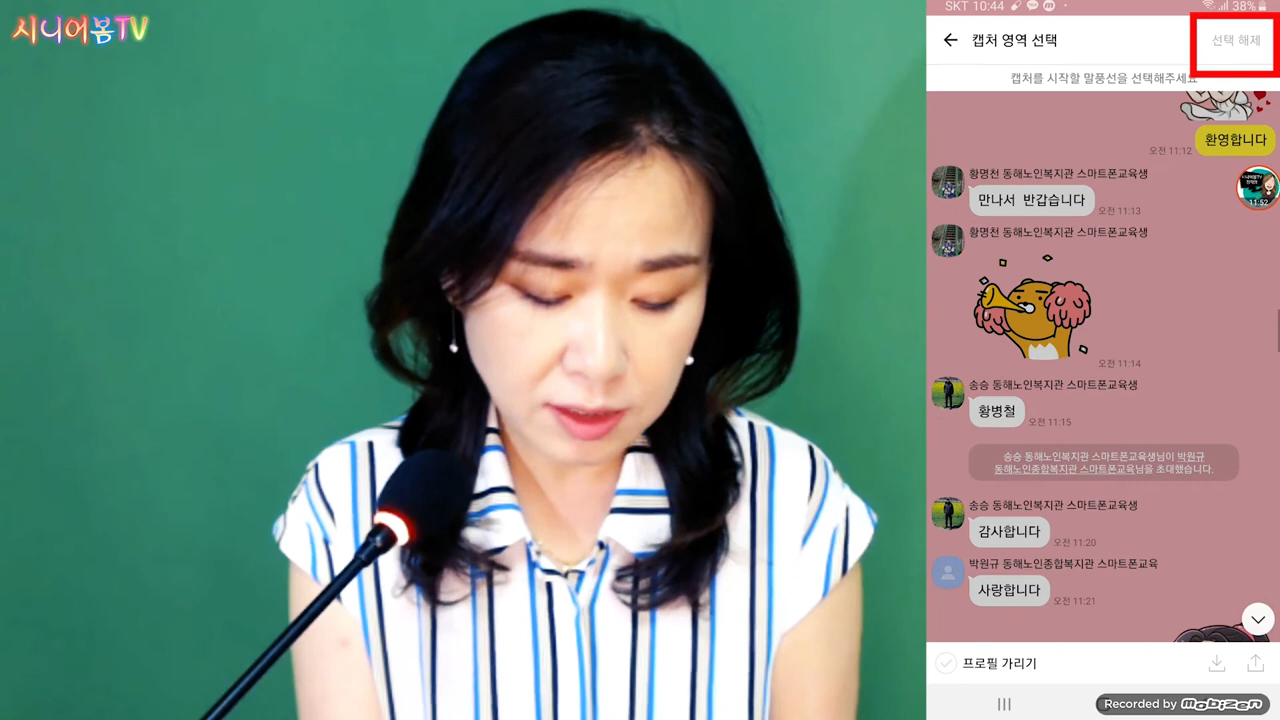 시니어봄TV
SKT 10:44
38%
캡처 영역 선택
선택 해제
캡처를 시작할 말풍선을 선택해주세요
환영합니다
오전 11:12
황명천 동해노인복지관 스마트폰교육생
만나서 반갑습니다
오전 11:13
11:52
황명천 동해노인복지관 스마트폰교육생
오전 11:14
송승 동해노인복지관 스마트폰교육생
황병철
오전 11:15
송승 동해노인복지관 스마트폰교육생님이 박원규
동해노인종합복지관 스마트폰교육님을 초대했습니다.
송승 동해노인복지관 스마트폰교육생
감사합니다
오전 11:20
박원규 동해노인종합복지관 스마트폰교육
사랑합니다
오전 11:21
프로필 가리기
Recorded by mobizen